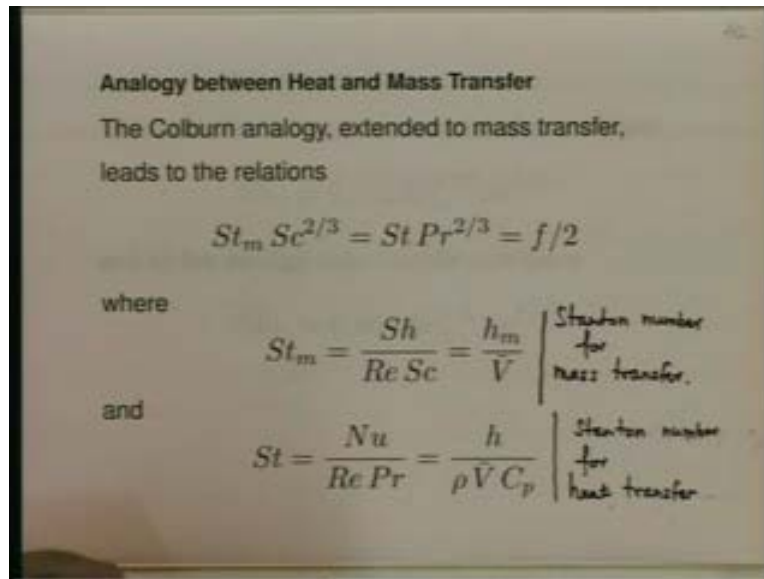 Analogy between Heat and Mass Transfer
The Colburn analogy, extended to mass transfer,
leads to the relations
St_m Sc^{2/3} = St Pr^{2/3} = f/2
where
St_m = Sh / (Re Sc) = h_m / V̄ | Stanton number
for
mass transfer.
and
St = Nu / (Re Pr) = h / (ρ V̄ C_p) | Stanton number
for
heat transfer